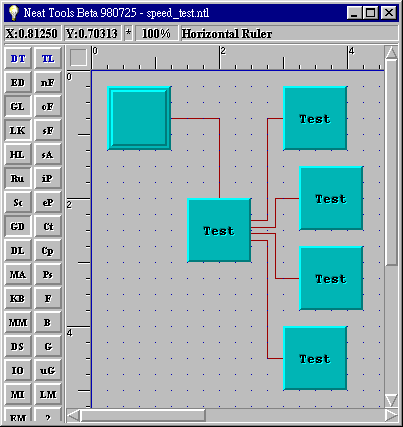 Neat Tools Beta 980725 - speed_test.ntl
X:0.81250 Y:0.70313 * 100% Horizontal Ruler
0 2 4
DT TL
0
ED nF
GL oF
LK sF
HL sA
Ru iP
Sc eP
2
GD Ct
DL Cp
MA Ps
KB F
MM B
4
DS G
IO uG
MI LM
RM ?
Test
Test
Test
Test
Test